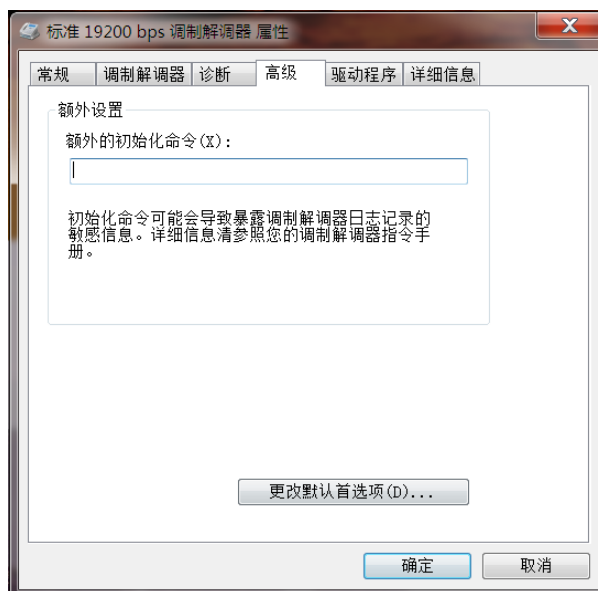 标准 19200 bps 调制解调器 属性
常规 调制解调器 诊断 高级 驱动程序 详细信息
额外设置
额外的初始化命令(X):
初始化命令可能会导致暴露调制解调器日志记录的
敏感信息。详细信息请参照您的调制解调器指令手
册。
更改默认首选项(D)...
确定 取消